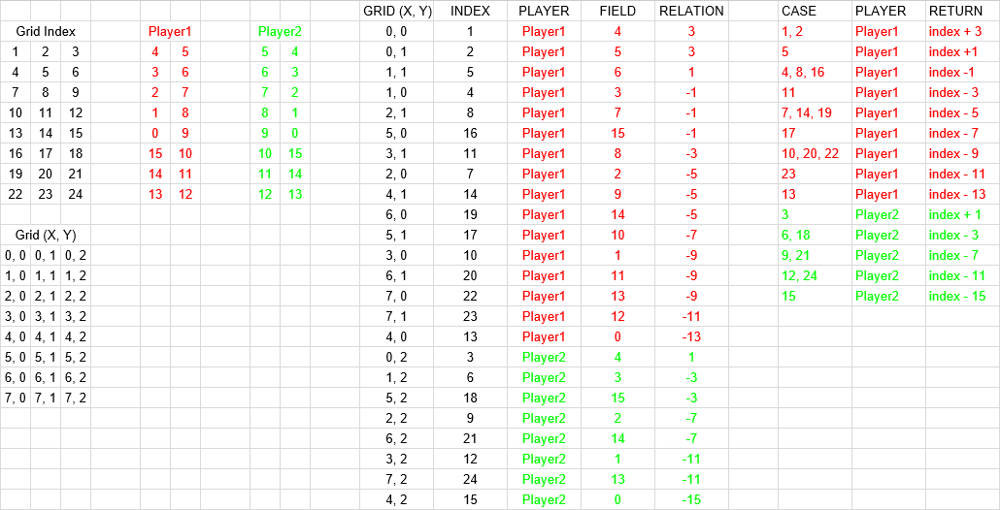 GRID (X, Y) INDEX PLAYER FIELD RELATION CASE PLAYER RETURN
Grid Index Player1 Player2 0, 0 1 Player1 4 3 1, 2 Player1 index + 3
1 2 3 4 5 5 4 0, 1 2 Player1 5 3 5 Player1 index +1
4 5 6 3 6 6 3 1, 1 5 Player1 6 1 4, 8, 16 Player1 index -1
7 8 9 2 7 7 2 1, 0 4 Player1 3 -1 11 Player1 index - 3
10 11 12 1 8 8 1 2, 1 8 Player1 7 -1 7, 14, 19 Player1 index - 5
13 14 15 0 9 9 0 5, 0 16 Player1 15 -1 17 Player1 index - 7
16 17 18 15 10 10 15 3, 1 11 Player1 8 -3 10, 20, 22 Player1 index - 9
19 20 21 14 11 11 14 2, 0 7 Player1 2 -5 23 Player1 index - 11
22 23 24 13 12 12 13 4, 1 14 Player1 9 -5 13 Player1 index - 13
6, 0 19 Player1 14 -5 3 Player2 index + 1
Grid (X, Y) 5, 1 17 Player1 10 -7 6, 18 Player2 index - 3
0, 0 0, 1 0, 2 3, 0 10 Player1 1 -9 9, 21 Player2 index - 7
1, 0 1, 1 1, 2 6, 1 20 Player1 11 -9 12, 24 Player2 index - 11
2, 0 2, 1 2, 2 7, 0 22 Player1 13 -9 15 Player2 index - 15
3, 0 3, 1 3, 2 7, 1 23 Player1 12 -11
4, 0 4, 1 4, 2 4, 0 13 Player1 0 -13
5, 0 5, 1 5, 2 0, 2 3 Player2 4 1
6, 0 6, 1 6, 2 1, 2 6 Player2 3 -3
7, 0 7, 1 7, 2 5, 2 18 Player2 15 -3
2, 2 9 Player2 2 -7
6, 2 21 Player2 14 -7
3, 2 12 Player2 1 -11
7, 2 24 Player2 13 -11
4, 2 15 Player2 0 -15